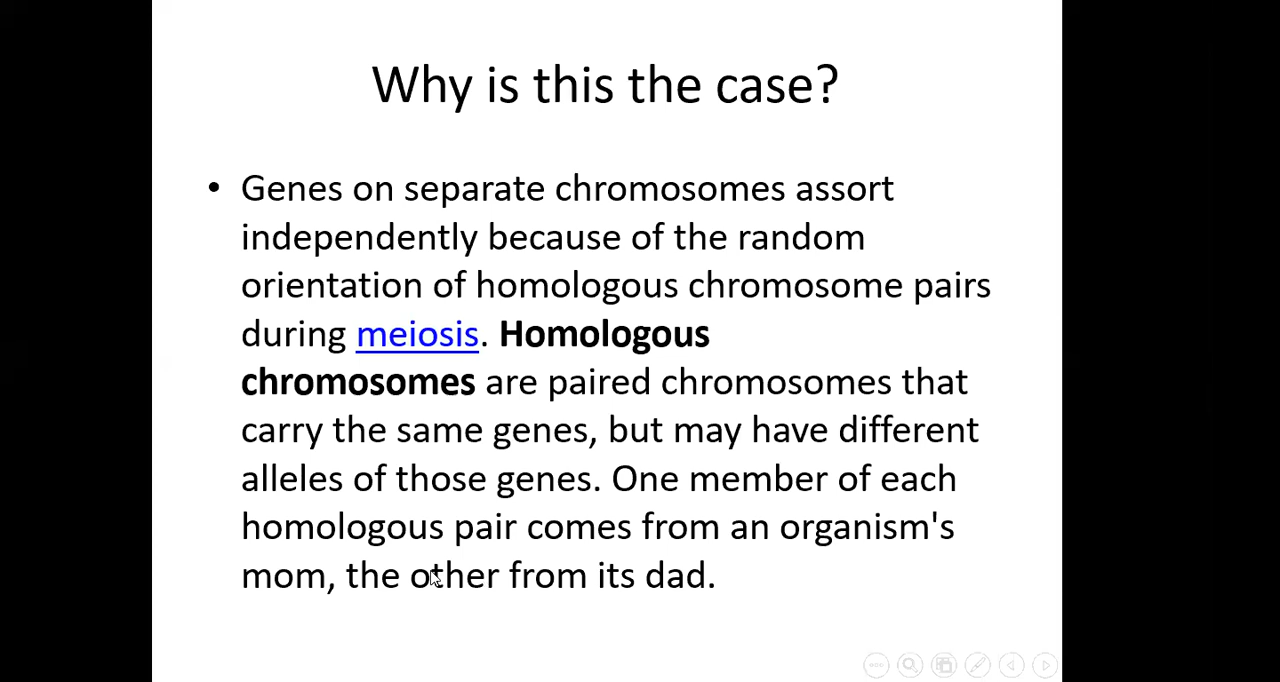 Why is this the case?
• Genes on separate chromosomes assort
independently because of the random
orientation of homologous chromosome pairs
during meiosis. Homologous
chromosomes are paired chromosomes that
carry the same genes, but may have different
alleles of those genes. One member of each
homologous pair comes from an organism's
mom, the other from its dad.